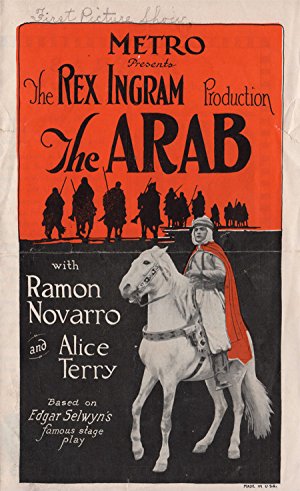 First Picture Show.
METRO
Presents
The REX INGRAM Production
The ARAB
with
Ramon
Novarro
and Alice
Terry
Based on
Edgar Selwyn's
famous stage
play
MADE IN U.S.A.